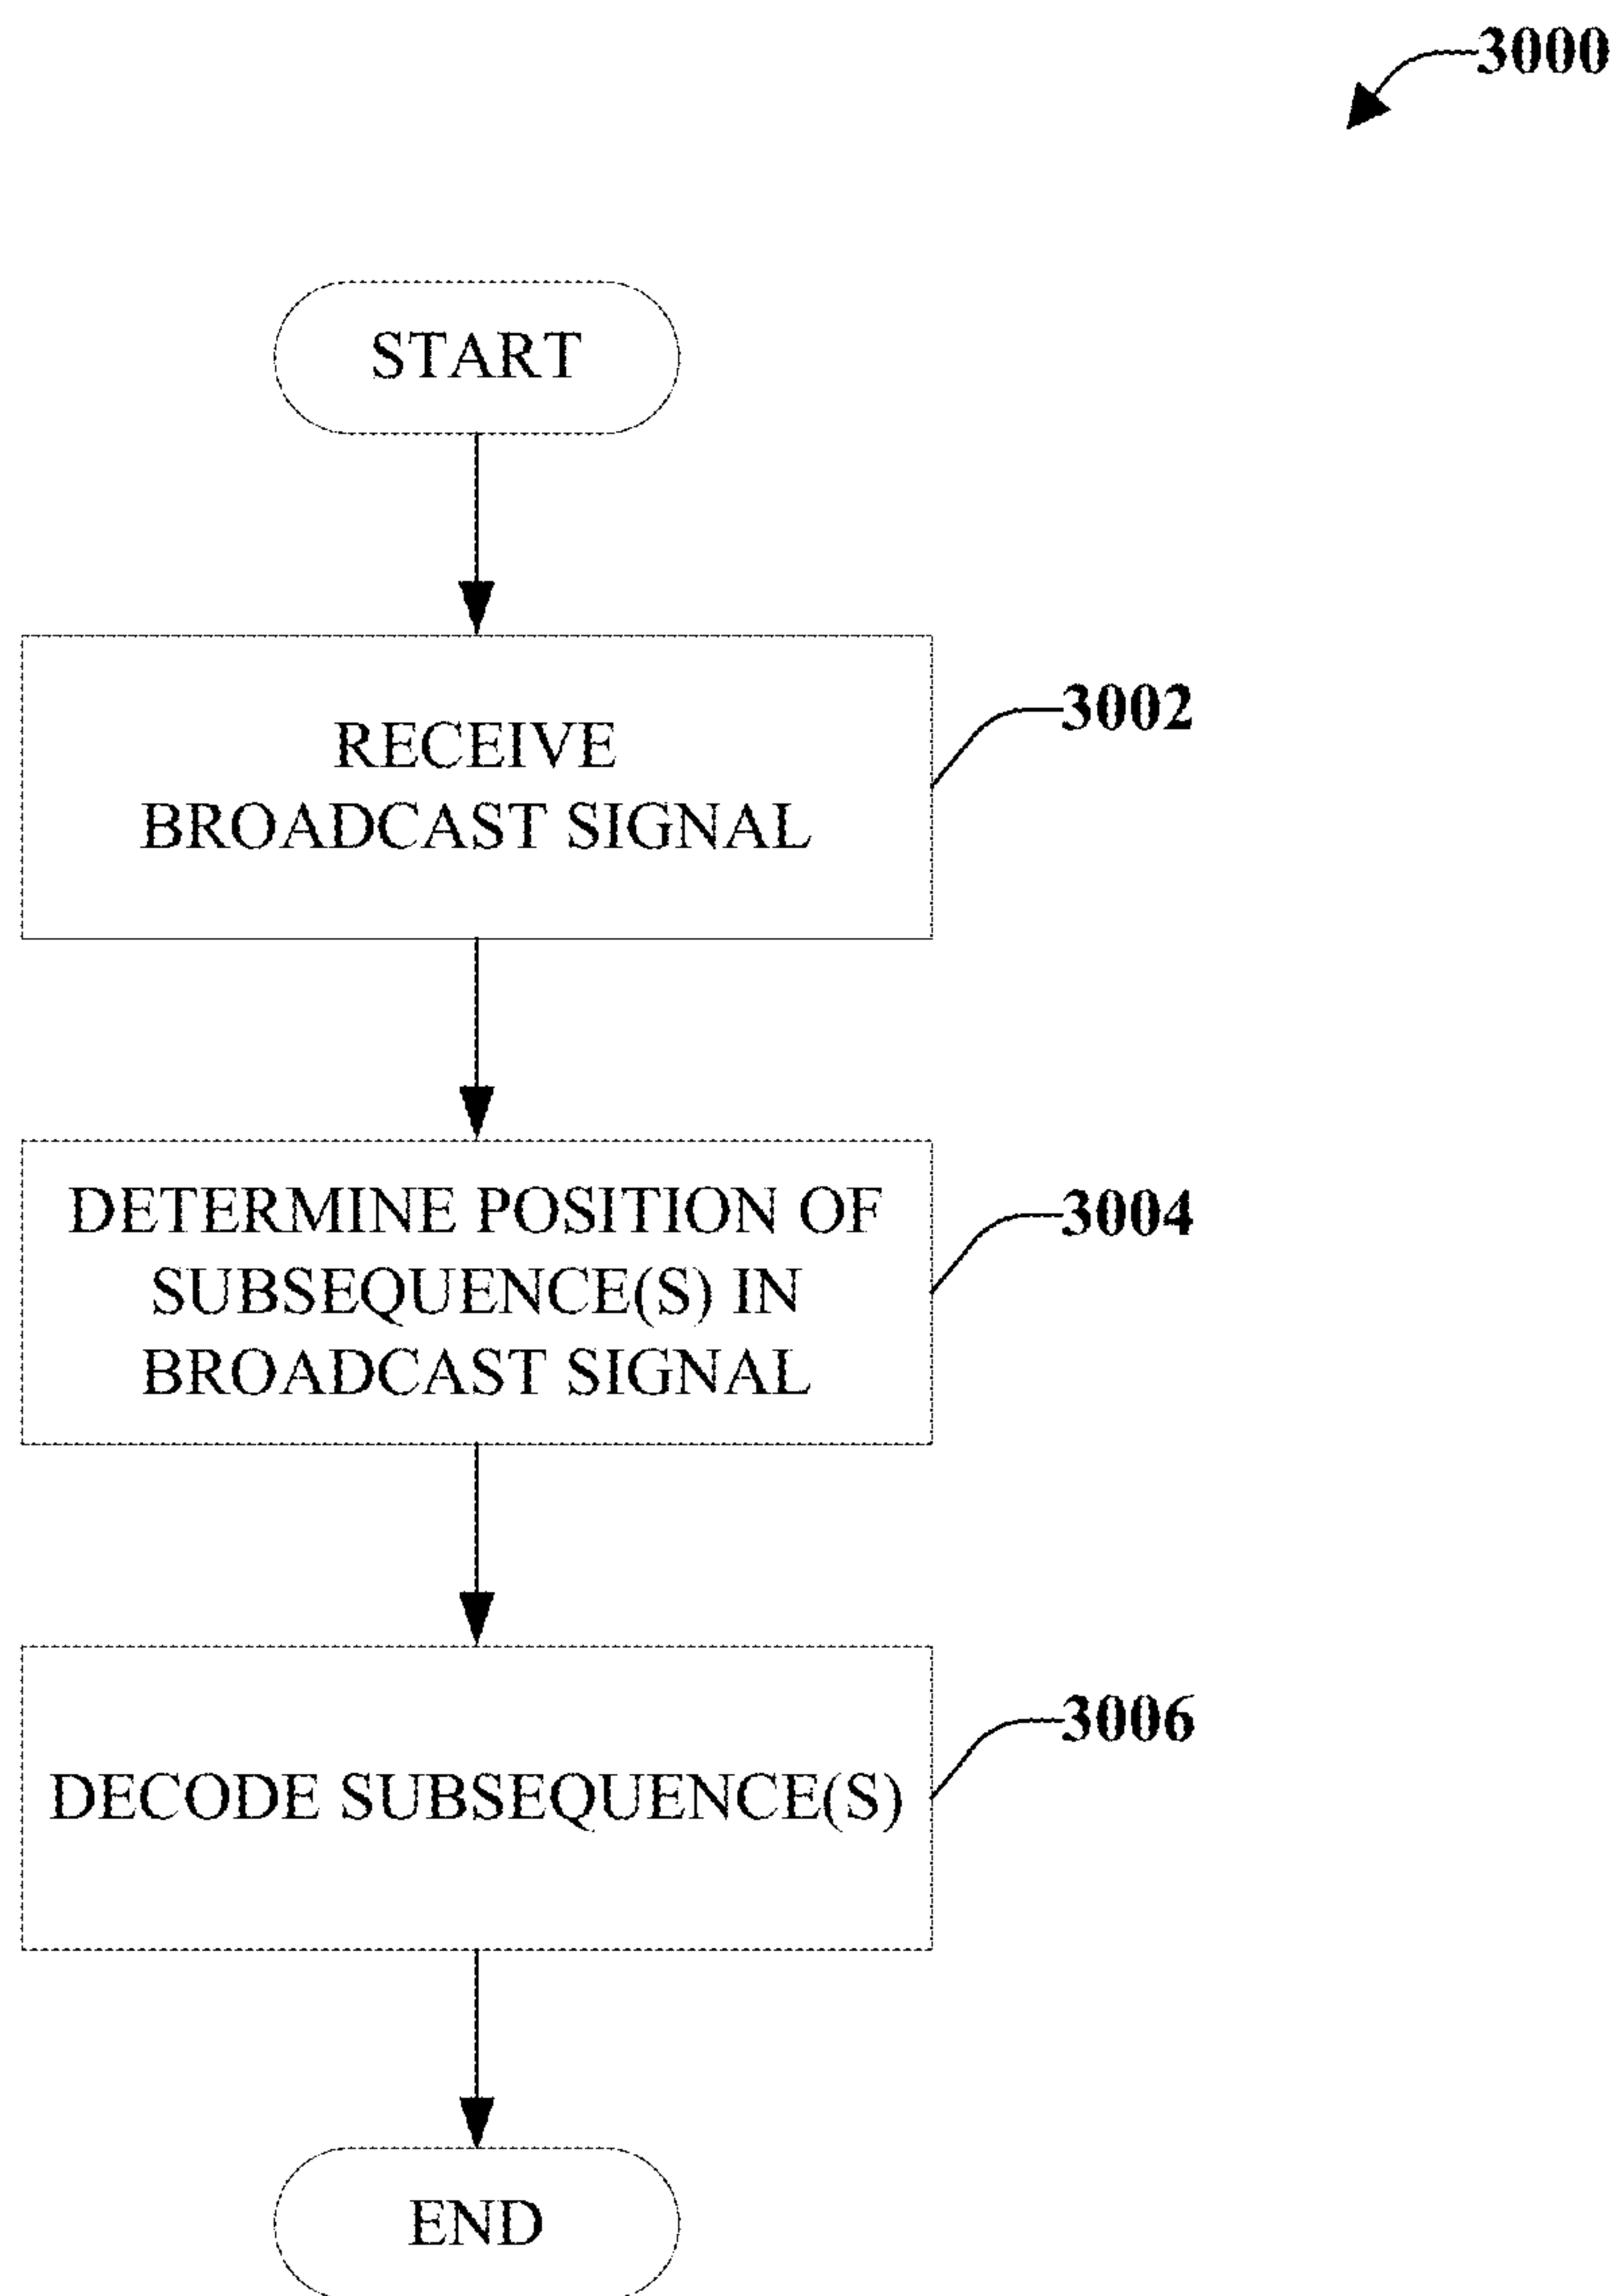 3000
START
RECEIVE
BROADCAST SIGNAL
3002
DETERMINE POSITION OF
SUBSEQUENCE(S) IN
BROADCAST SIGNAL
3004
DECODE SUBSEQUENCE(S)
3006
END